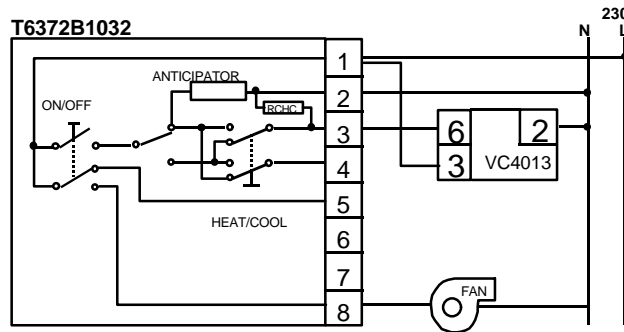 T6372B1032
230
N L
1
ANTICIPATOR
2
RCHC
ON/OFF
3
6 2
3 VC4013
4
5
HEAT/COOL
6
7
FAN
8